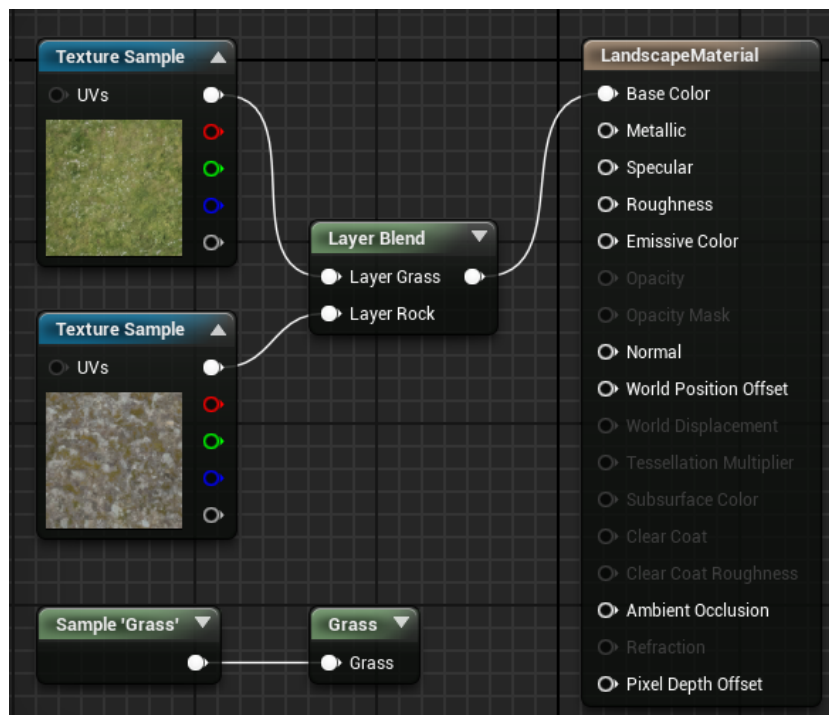 Texture Sample
UVs
Layer Blend
Layer Grass
Layer Rock
Texture Sample
UVs
Sample 'Grass'
Grass
Grass
LandscapeMaterial
Base Color
Metallic
Specular
Roughness
Emissive Color
Opacity
Opacity Mask
Normal
World Position Offset
World Displacement
Tessellation Multiplier
Subsurface Color
Clear Coat
Clear Coat Roughness
Ambient Occlusion
Refraction
Pixel Depth Offset